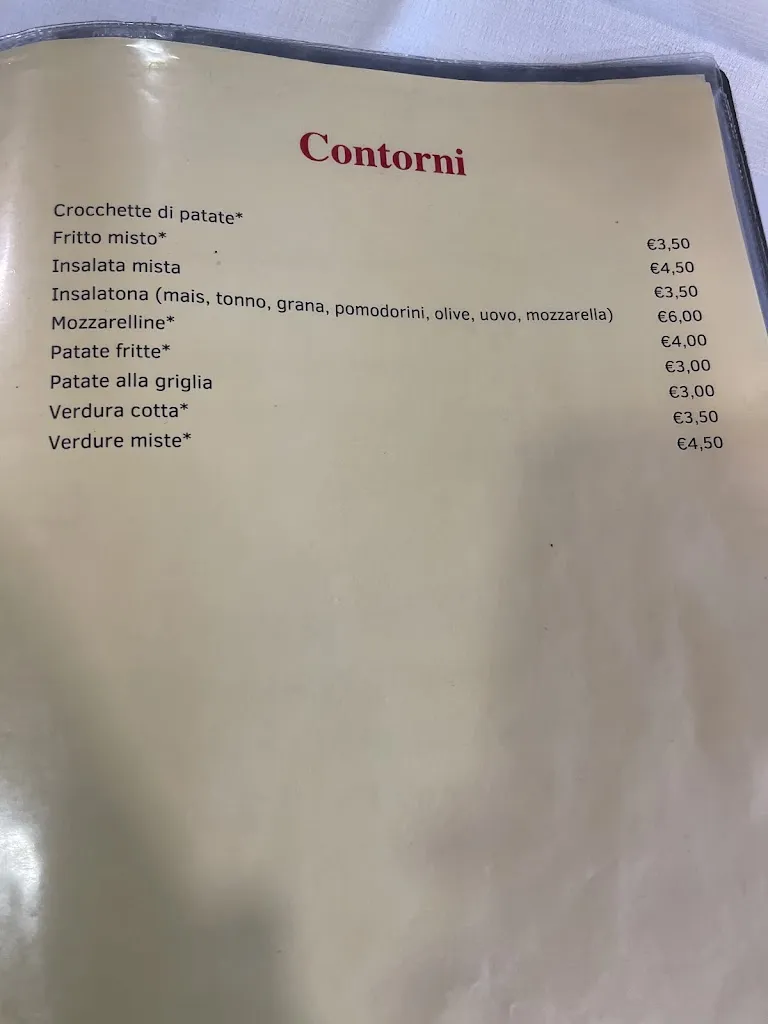 Contorni
Crocchette di patate* €3,50
Fritto misto* €4,50
Insalata mista €3,50
Insalatona (mais, tonno, grana, pomodorini, olive, uovo, mozzarella) €6,00
Mozzarelline* €4,00
Patate fritte* €3,00
Patate alla griglia €3,00
Verdura cotta* €3,50
Verdure miste* €4,50